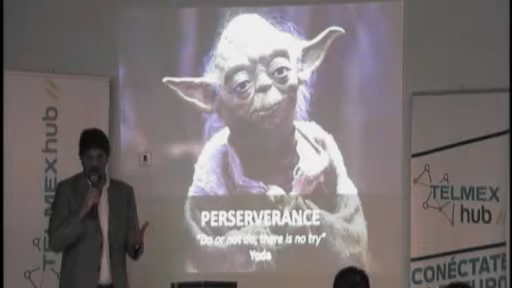 TELMEX hub
PERSERVERANCE
"Do or not do, there is no try"
Yoda
TELMEX
hub
CONÉCTATE